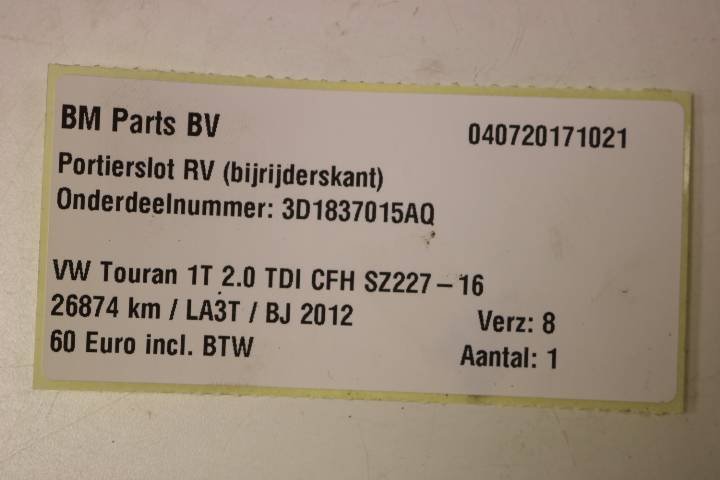 BM Parts BV 040720171021
Portierslot RV (bijrijderskant)
Onderdeelnummer: 3D1837015AQ
VW Touran 1T 2.0 TDI CFH SZ227-16
26874 km / LA3T / BJ 2012 Verz: 8
60 Euro incl. BTW Aantal: 1